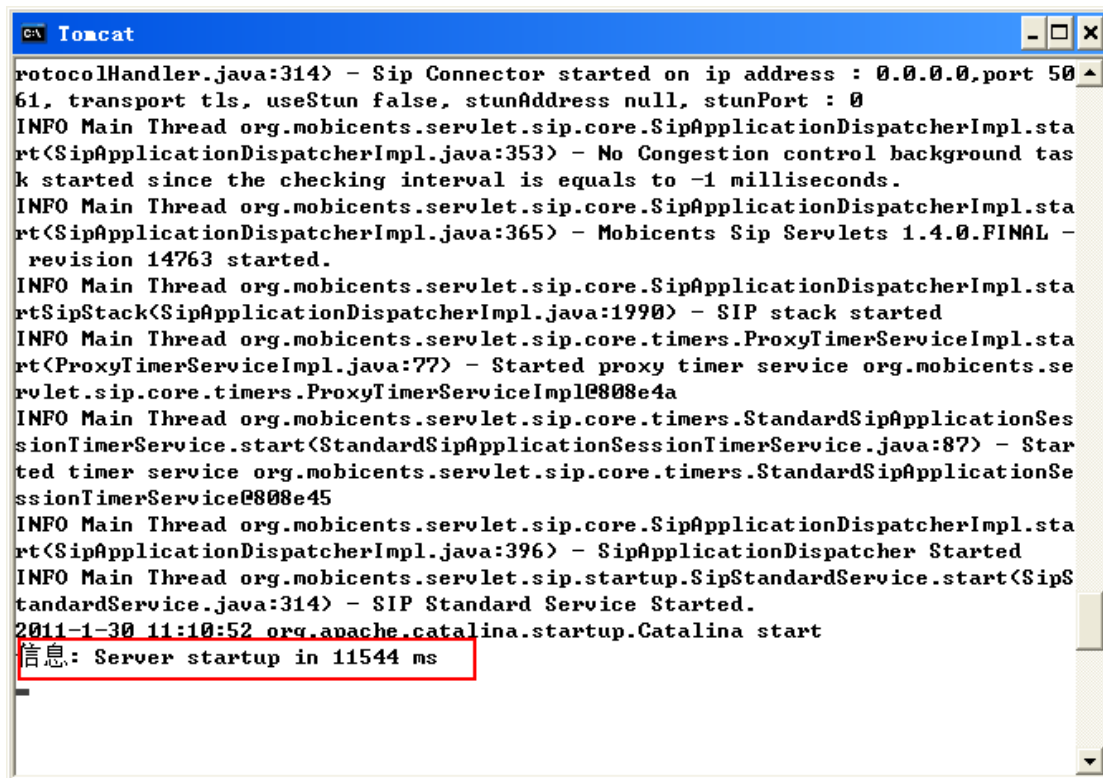 Tomcat
rotocolHandler.java:314) - Sip Connector started on ip address : 0.0.0.0,port 50
61, transport tls, useStun false, stunAddress null, stunPort : 0
INFO Main Thread org.mobicents.servlet.sip.core.SipApplicationDispatcherImpl.sta
rt(SipApplicationDispatcherImpl.java:353) - No Congestion control background tas
k started since the checking interval is equals to -1 milliseconds.
INFO Main Thread org.mobicents.servlet.sip.core.SipApplicationDispatcherImpl.sta
rt(SipApplicationDispatcherImpl.java:365) - Mobicents Sip Servlets 1.4.0.FINAL -
 revision 14763 started.
INFO Main Thread org.mobicents.servlet.sip.core.SipApplicationDispatcherImpl.sta
rtSipStack(SipApplicationDispatcherImpl.java:1990) - SIP stack started
INFO Main Thread org.mobicents.servlet.sip.core.timers.ProxyTimerServiceImpl.sta
rt(ProxyTimerServiceImpl.java:77) - Started proxy timer service org.mobicents.se
rvlet.sip.core.timers.ProxyTimerServiceImpl@808e4a
INFO Main Thread org.mobicents.servlet.sip.core.timers.StandardSipApplicationSes
sionTimerService.start(StandardSipApplicationSessionTimerService.java:87) - Star
ted timer service org.mobicents.servlet.sip.core.timers.StandardSipApplicationSe
ssionTimerService@808e45
INFO Main Thread org.mobicents.servlet.sip.core.SipApplicationDispatcherImpl.sta
rt(SipApplicationDispatcherImpl.java:396) - SipApplicationDispatcher Started
INFO Main Thread org.mobicents.servlet.sip.startup.SipStandardService.start(SipS
tandardService.java:314) - SIP Standard Service Started.
2011-1-30 11:10:52 org.apache.catalina.startup.Catalina start
信息: Server startup in 11544 ms